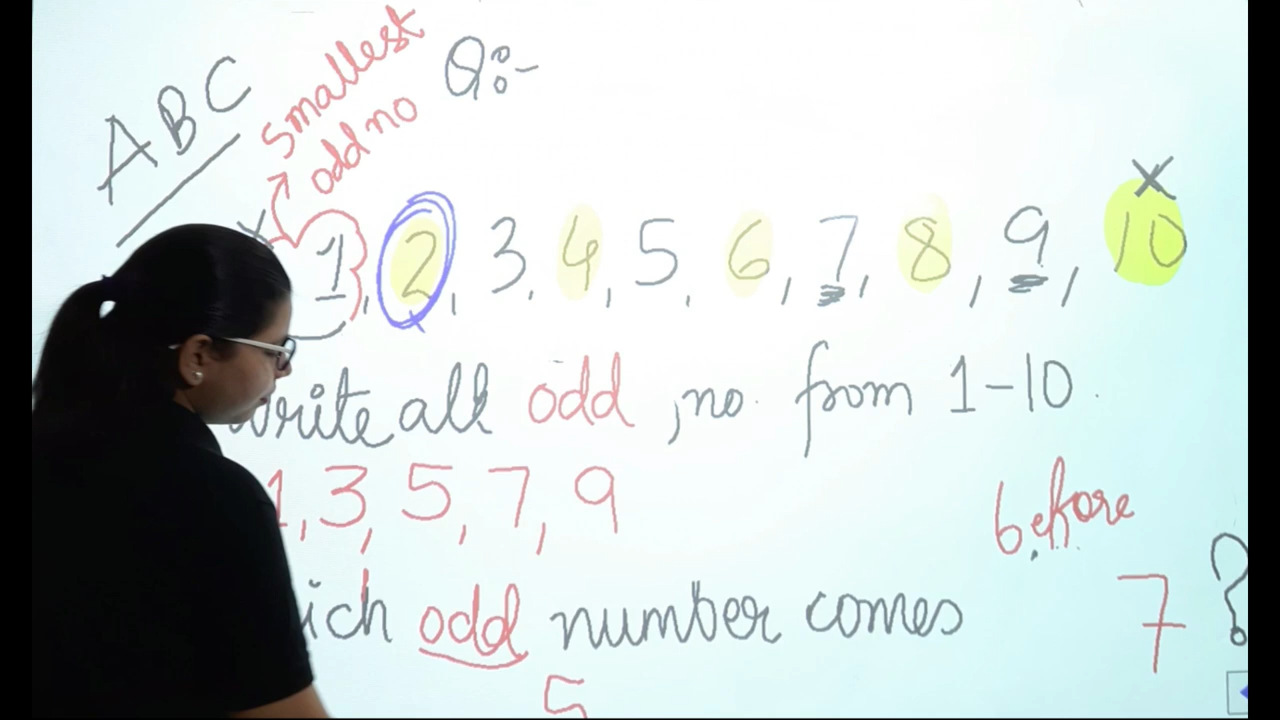 ABC
smallest
odd no
Q:-
1, 2, 3, 4, 5, 6, 7, 8, 9, 10
write all odd no. from 1-10.
1, 3, 5, 7, 9
before
odd number comes 7 ?
5